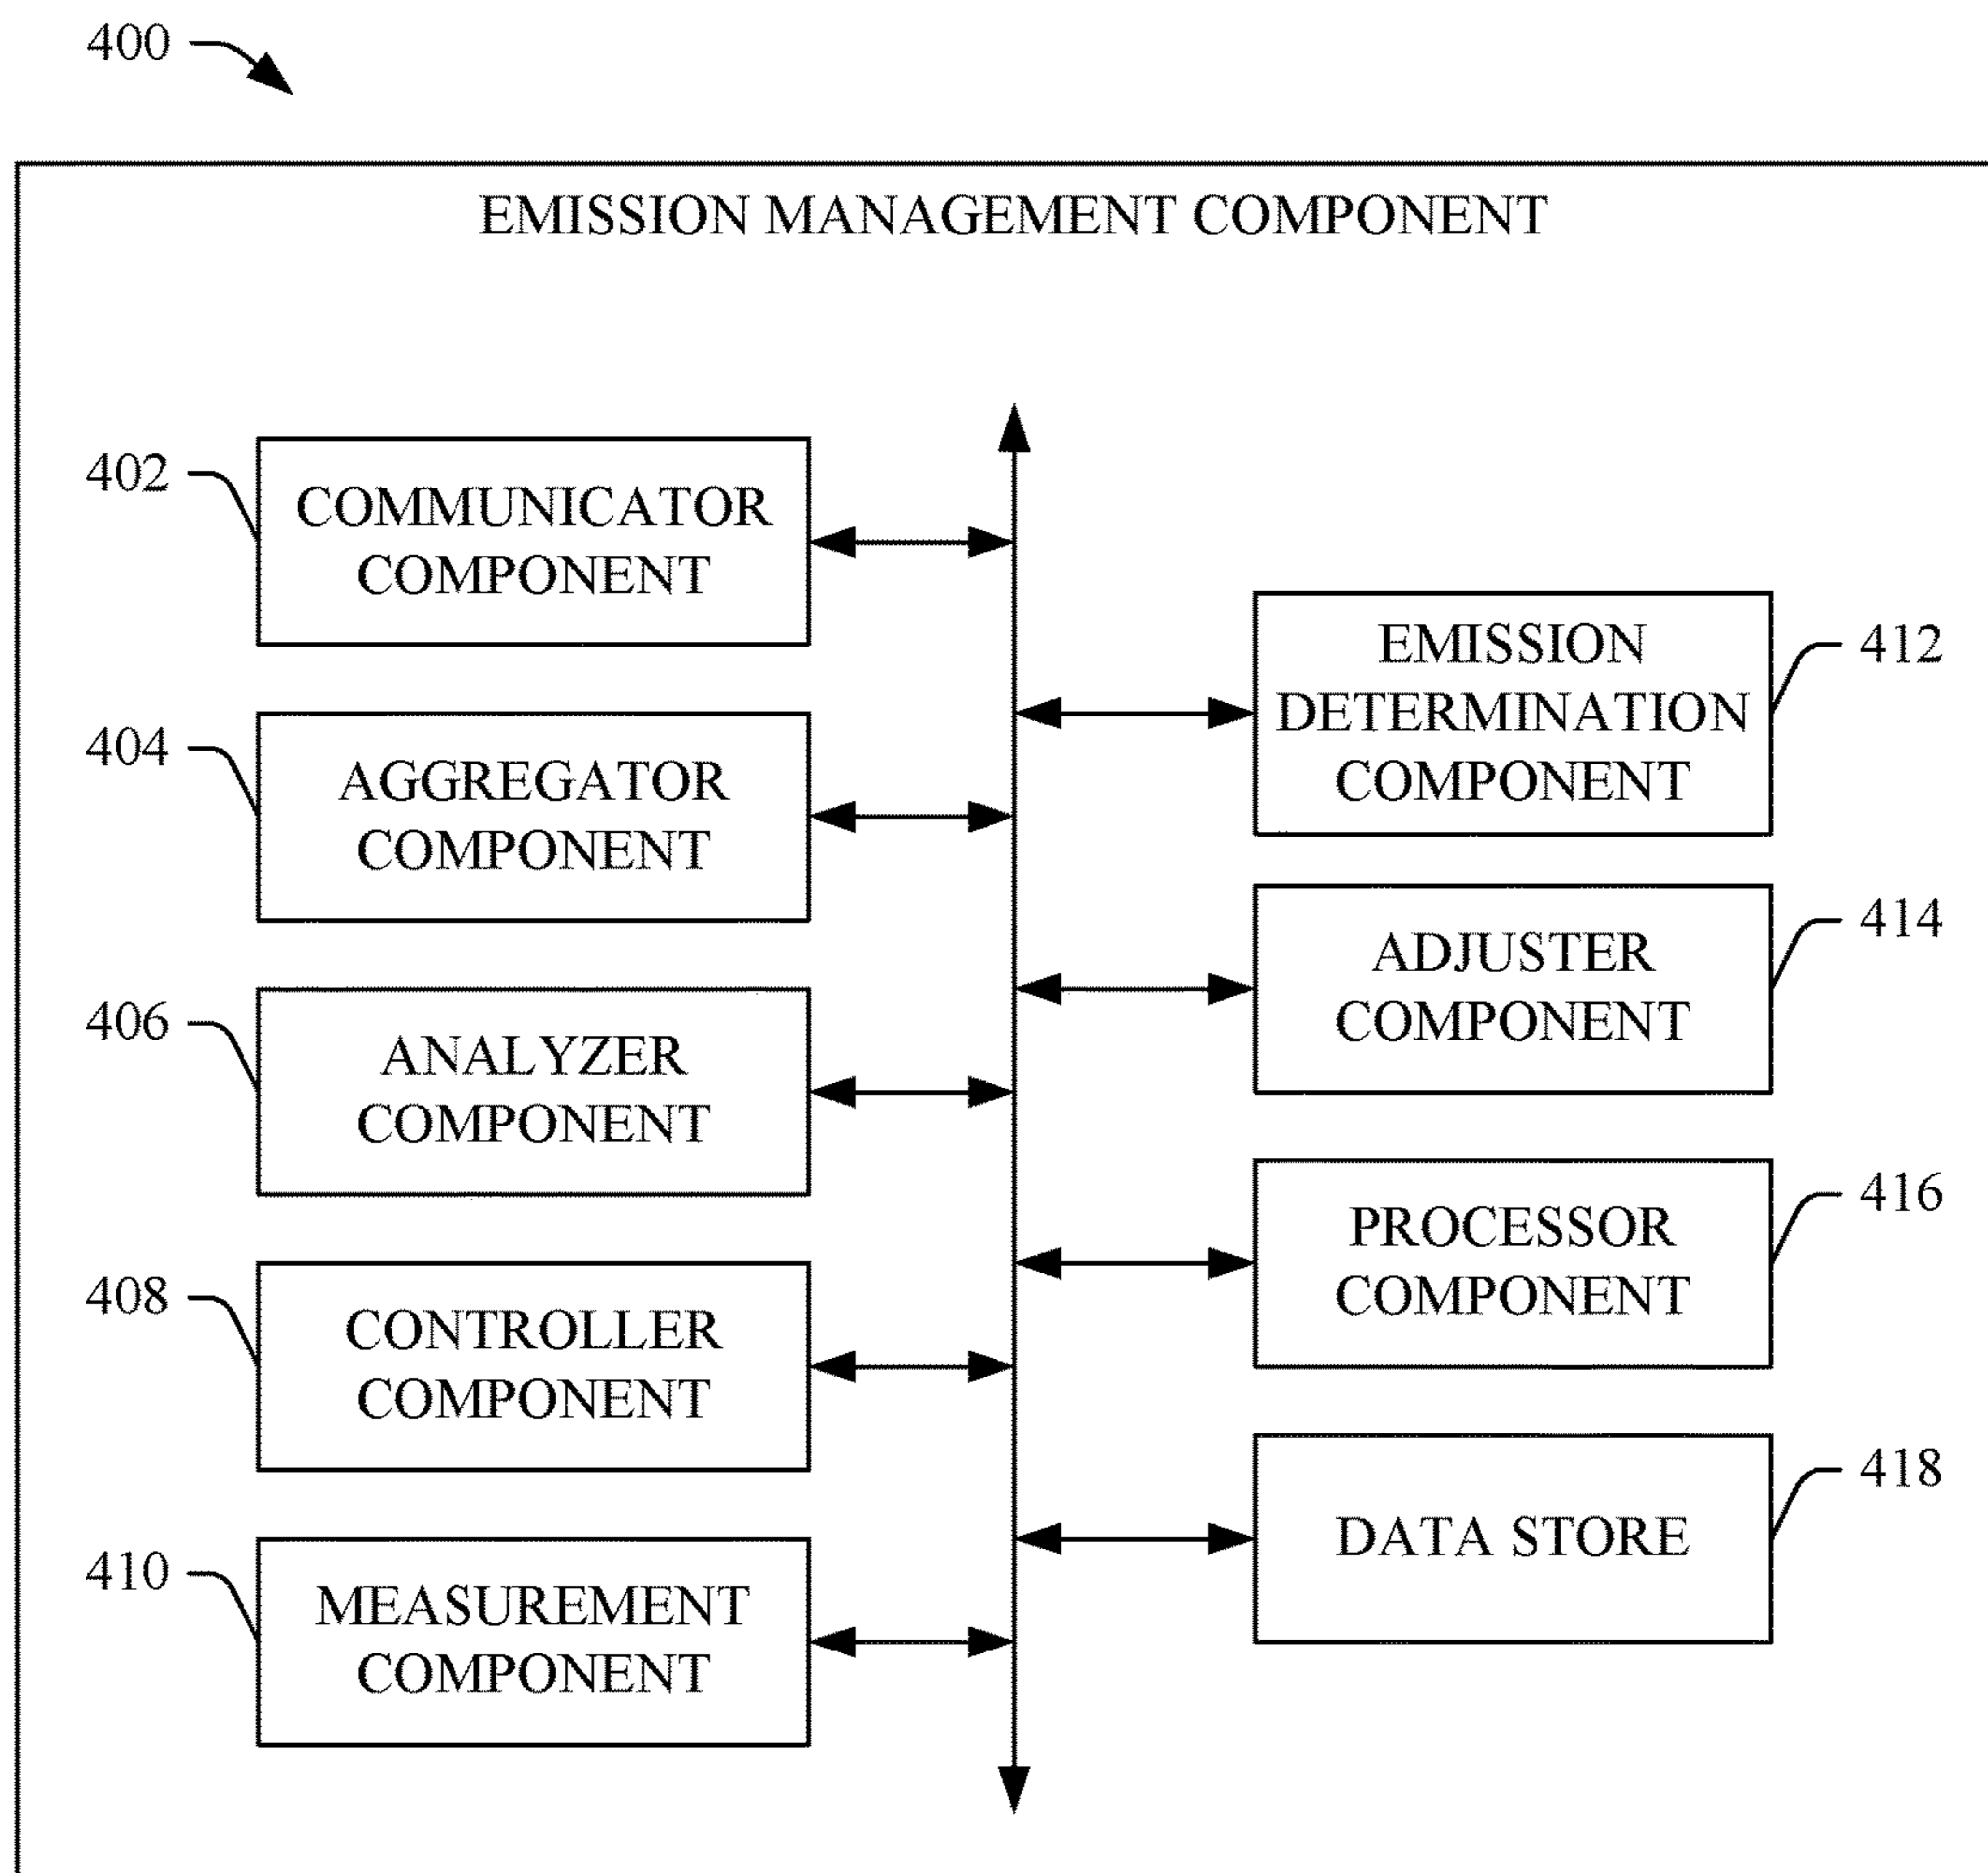 400
EMISSION MANAGEMENT COMPONENT
402
COMMUNICATOR
COMPONENT
404
AGGREGATOR
COMPONENT
406
ANALYZER
COMPONENT
408
CONTROLLER
COMPONENT
410
MEASUREMENT
COMPONENT
EMISSION
DETERMINATION
COMPONENT
412
ADJUSTER
COMPONENT
414
PROCESSOR
COMPONENT
416
DATA STORE
418